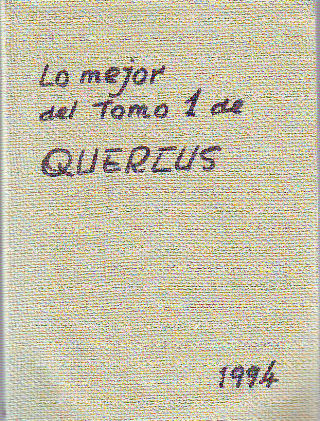 Lo mejor
del Tomo 1 de
QUERCUS
1994